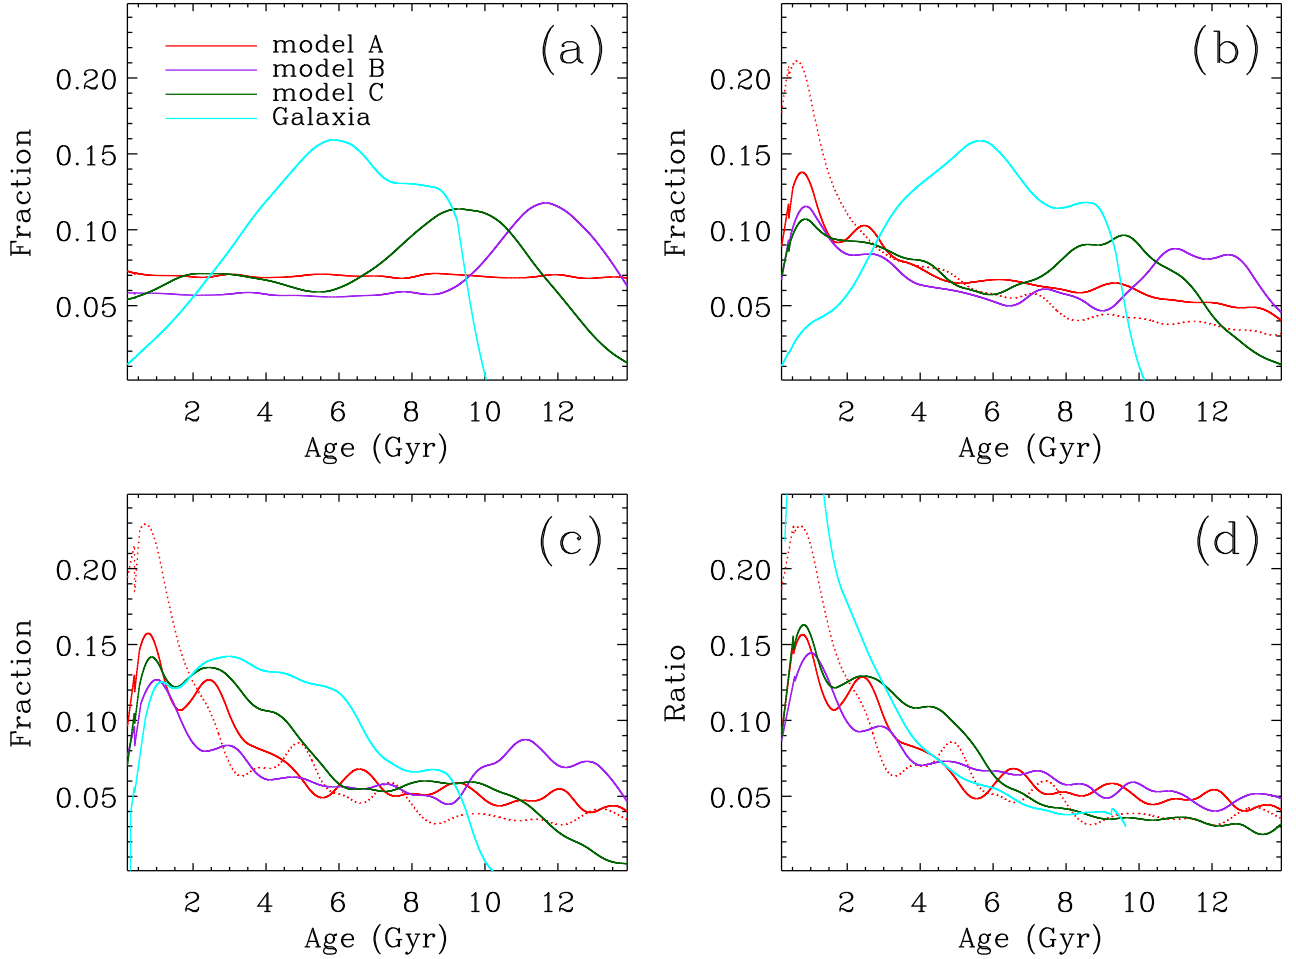 (a)
model A
model B
model C
Galaxia
0.20
0.15
0.10
0.05
Fraction
2 4 6 8 10 12
Age (Gyr)
(b)
0.20
0.15
0.10
0.05
Fraction
2 4 6 8 10 12
Age (Gyr)
(c)
0.20
0.15
0.10
0.05
Fraction
2 4 6 8 10 12
Age (Gyr)
(d)
0.20
0.15
0.10
0.05
Ratio
2 4 6 8 10 12
Age (Gyr)